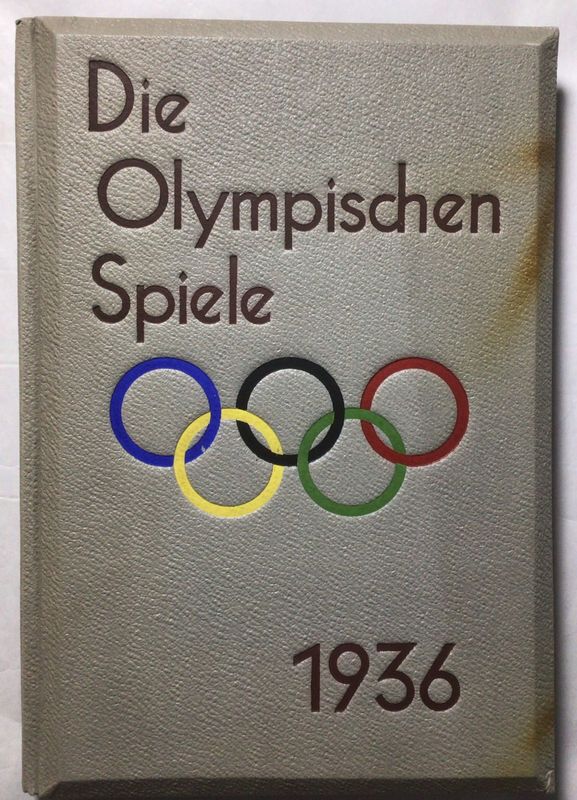 Die
Olympischen
Spiele
1936